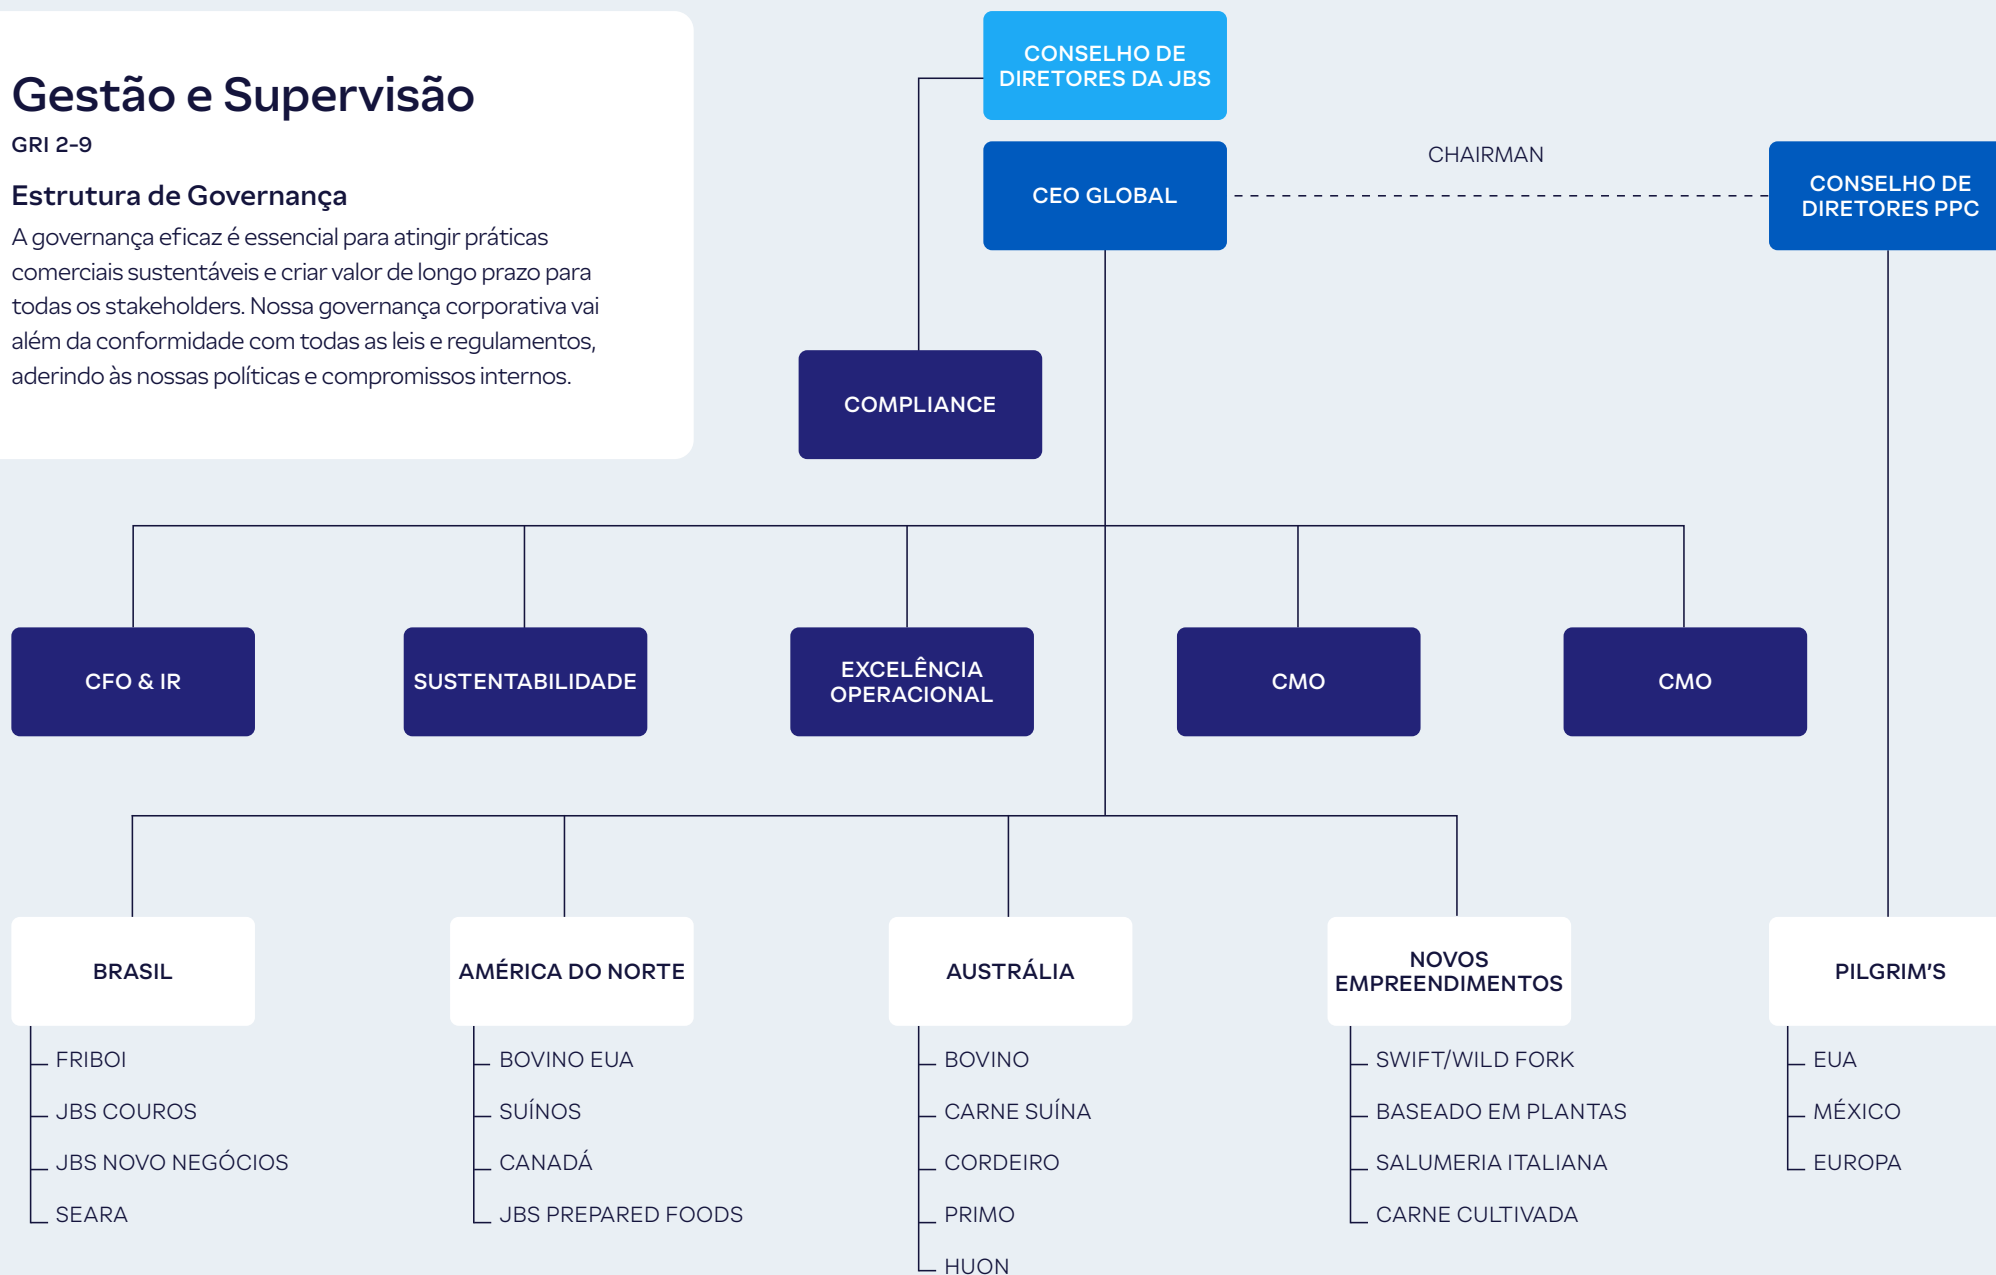 Gestão e Supervisão
GRI 2-9
Estrutura de Governança
A governança eficaz é essencial para atingir práticas
comerciais sustentáveis e criar valor de longo prazo para
todas os stakeholders. Nossa governança corporativa vai
além da conformidade com todas as leis e regulamentos,
aderindo às nossas políticas e compromissos internos.
CONSELHO DE
DIRETORES DA JBS
CEO GLOBAL
CHAIRMAN
CONSELHO DE
DIRETORES PPC
COMPLIANCE
CFO & IR
SUSTENTABILIDADE
EXCELÊNCIA
OPERACIONAL
CMO
CMO
BRASIL
FRIBOI
JBS COUROS
JBS NOVO NEGÓCIOS
SEARA
AMÉRICA DO NORTE
BOVINO EUA
SUÍNOS
CANADÁ
JBS PREPARED FOODS
AUSTRÁLIA
BOVINO
CARNE SUÍNA
CORDEIRO
PRIMO
HUON
NOVOS
EMPREENDIMENTOS
SWIFT/WILD FORK
BASEADO EM PLANTAS
SALUMERIA ITALIANA
CARNE CULTIVADA
PILGRIM'S
EUA
MÉXICO
EUROPA